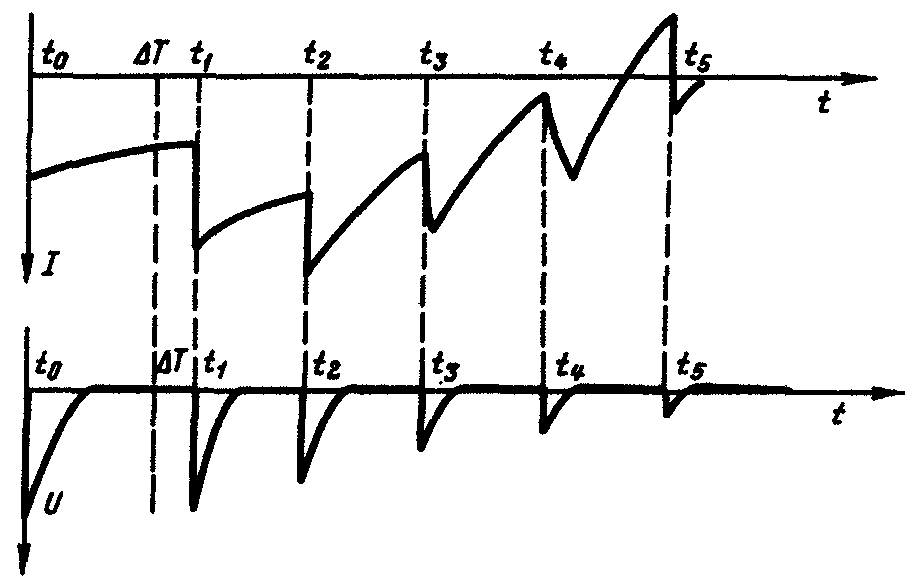 t₀ ΔT t₁ t₂ t₃ t₄ t₅
t
I
t₀ ΔT t₁ t₂ t₃ t₄ t₅
t
U